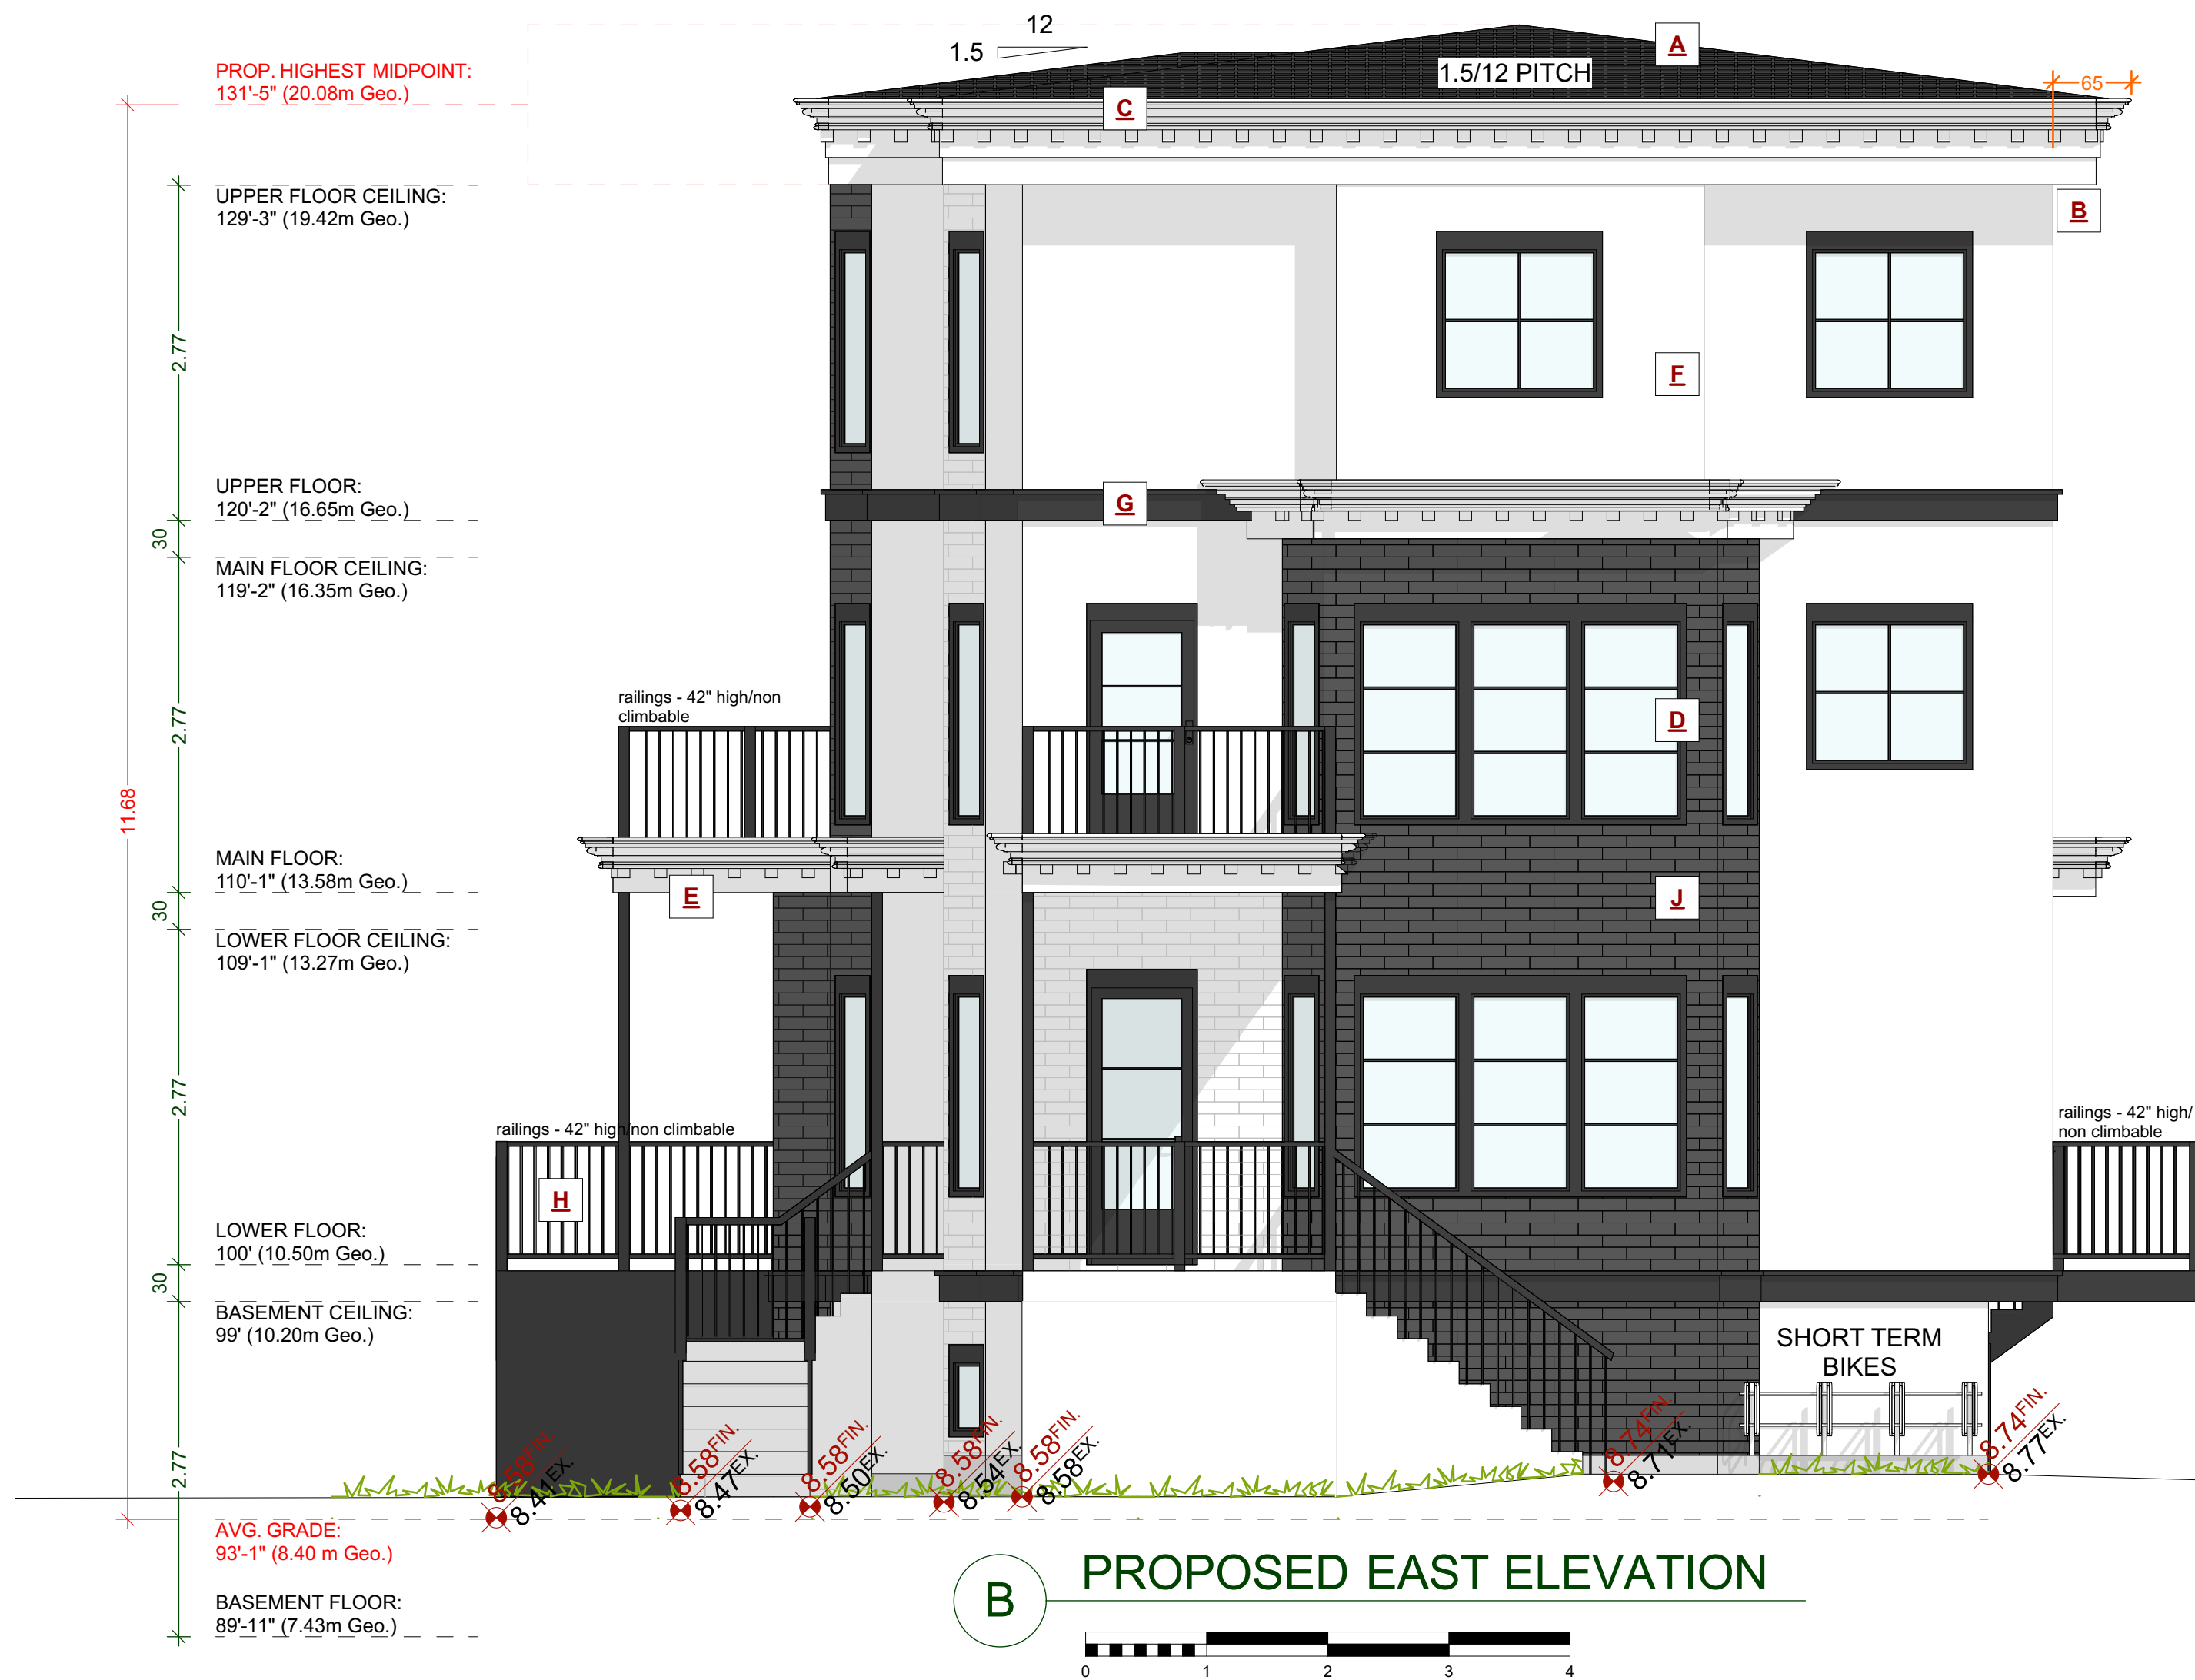 12
1.5
1.5/12 PITCH
A
65
C
B
PROP. HIGHEST MIDPOINT:
131'-5" (20.08m Geo.)
UPPER FLOOR CEILING:
129'-3" (19.42m Geo.)
2.77
F
UPPER FLOOR:
120'-2" (16.65m Geo.)
G
30
MAIN FLOOR CEILING:
119'-2" (16.35m Geo.)
railings - 42" high/non
climbable
2.77
D
11.68
MAIN FLOOR:
110'-1" (13.58m Geo.)
E
J
30
LOWER FLOOR CEILING:
109'-1" (13.27m Geo.)
2.77
railings - 42" high/non climbable
railings - 42" high/
non climbable
H
LOWER FLOOR:
100' (10.50m Geo.)
30
BASEMENT CEILING:
99' (10.20m Geo.)
SHORT TERM
BIKES
2.77
8.58FIN.
8.41EX.
8.58FIN.
8.47EX.
8.58FIN.
8.50EX.
8.58FIN.
8.54EX.
8.58FIN.
8.58EX.
8.74FIN.
8.71EX.
8.74FIN.
8.77EX.
AVG. GRADE:
93'-1" (8.40 m Geo.)
BASEMENT FLOOR:
89'-11" (7.43m Geo.)
B
PROPOSED EAST ELEVATION
0 1 2 3 4